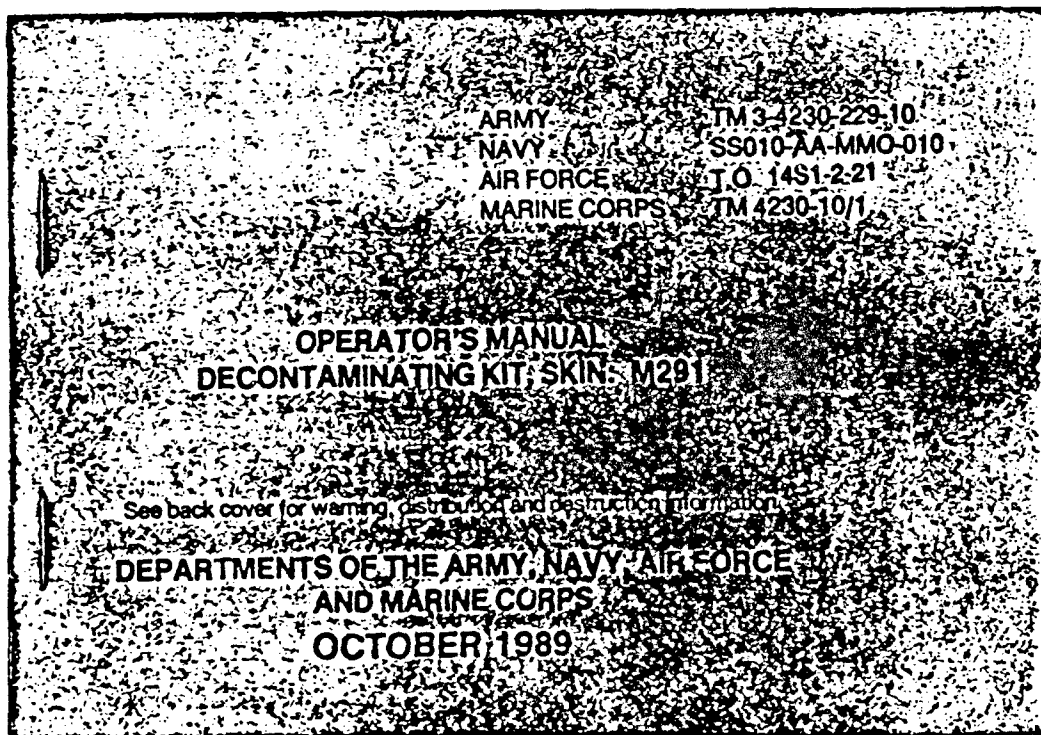 ARMY TM 3-4230-229-10
NAVY SS010-AA-MMO-010
AIR FORCE T.O. 14S1-2-21
MARINE CORPS TM 4230-10/1
OPERATOR'S MANUAL
DECONTAMINATING KIT, SKIN: M291
See back cover for warning, distribution and destruction information.
DEPARTMENTS OF THE ARMY, NAVY, AIR FORCE
AND MARINE CORPS
OCTOBER 1989